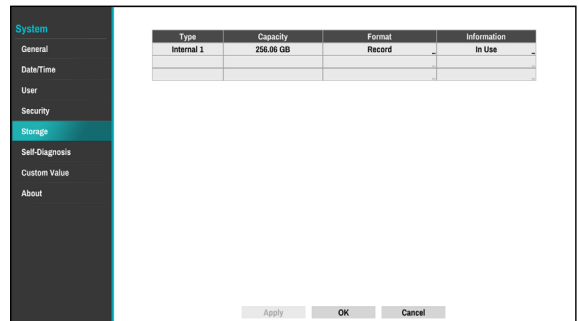 System
General
Date/Time
User
Security
Storage
Self-Diagnosis
Custom Value
About
Type Capacity Format Information
Internal 1 256.06 GB Record ... In Use ...
Apply OK Cancel